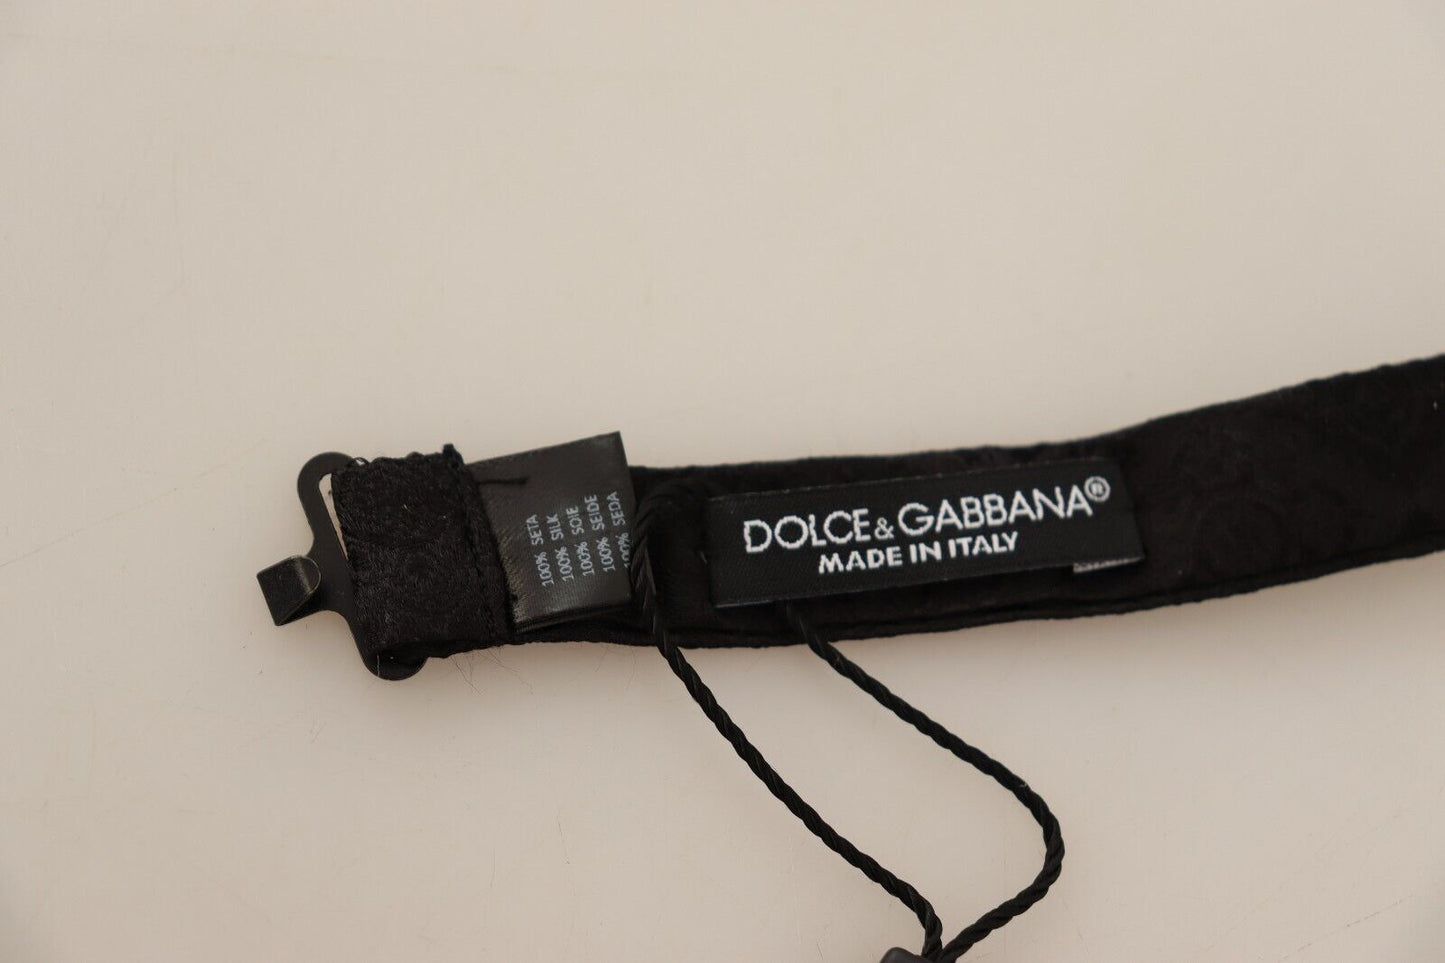 100% SETA
100% SILK
100% SOIE
100% SEIDE
100% SEDA
DOLCE & GABBANA®
MADE IN ITALY